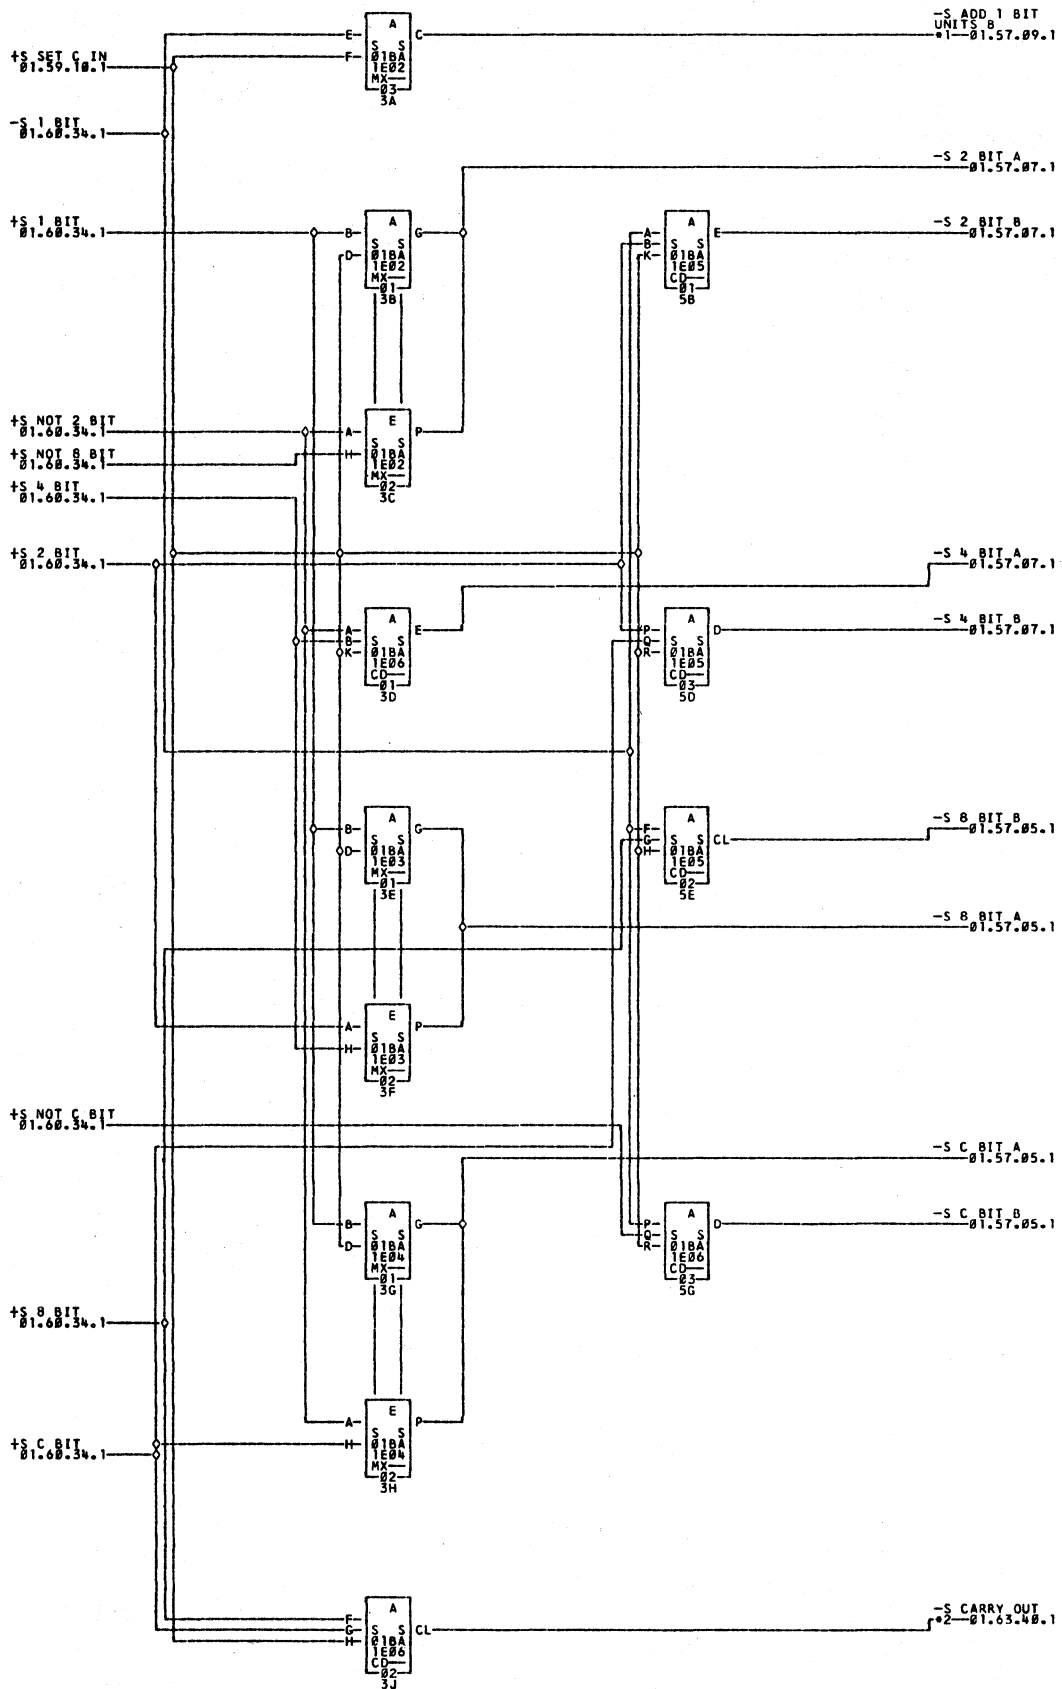 -S ADD 1 BIT
UNITS B
*1 01.57.09.1
A
E C
S S
F 01BA
1E02
MX
03
3A
+S SET C IN
01.59.10.1
-S 1 BIT
01.60.34.1
-S 2 BIT A
01.57.07.1
+S 1 BIT
01.60.34.1
A
B G
S S
D 01BA
1E02
MX
01
3B
A
A E
B S S
K 01BA
1E05
CD
01
5B
-S 2 BIT B
01.57.07.1
+S NOT 2 BIT
01.60.34.1
+S NOT 8 BIT
01.60.34.1
+S 4 BIT
01.60.34.1
E
A P
S S
H 01BA
1E02
MX
02
3C
+S 2 BIT
01.60.34.1
-S 4 BIT A
01.57.07.1
A
A E
B S S
K 01BA
1E06
CD
01
3D
A
P D
Q S S
R 01BA
1E05
CD
03
5D
-S 4 BIT B
01.57.07.1
A
B G
S S
D 01BA
1E03
MX
01
3E
A
F
G S S CL
H 01BA
1E05
CD
02
5E
-S 8 BIT B
01.57.05.1
-S 8 BIT A
01.57.05.1
E
A P
S S
H 01BA
1E03
MX
02
3F
+S NOT C BIT
01.60.34.1
-S C BIT A
01.57.05.1
A
B G
S S
D 01BA
1E04
MX
01
3G
A
P D
Q S S
R 01BA
1E06
CD
03
5G
-S C BIT B
01.57.05.1
+S 8 BIT
01.60.34.1
+S C BIT
01.60.34.1
E
A P
S S
H 01BA
1E04
MX
02
3H
A
F
G S S CL
H 01BA
1E06
CD
02
3J
-S CARRY OUT
*2 01.63.40.1